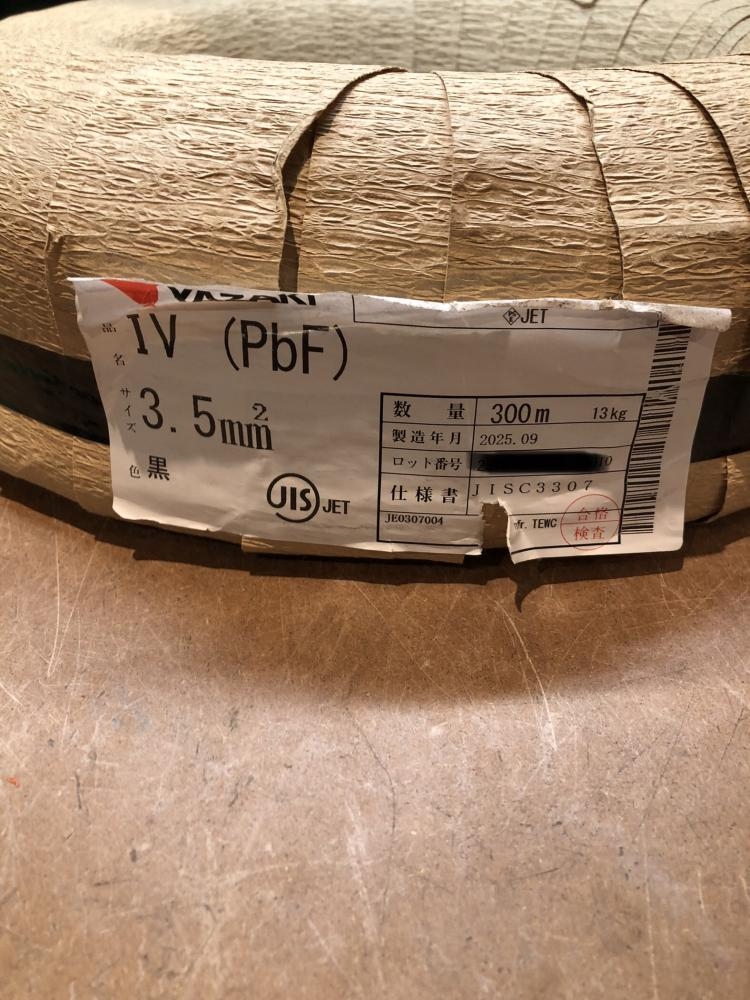 YAZAKI
<PS>E JET
品名 IV (PbF)
サイズ 3.5mm2
色 黒
JIS JET
数量 300m 13kg
製造年月 2025.09
ロット番号
仕様書 JISC3307
JE0307004
TEWC
合格
検査